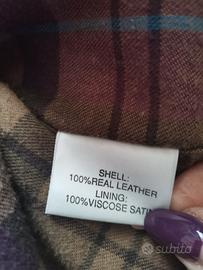 SHELL:
100%REAL LEATHER
LINING:
100%VISCOSE SATIN
subito